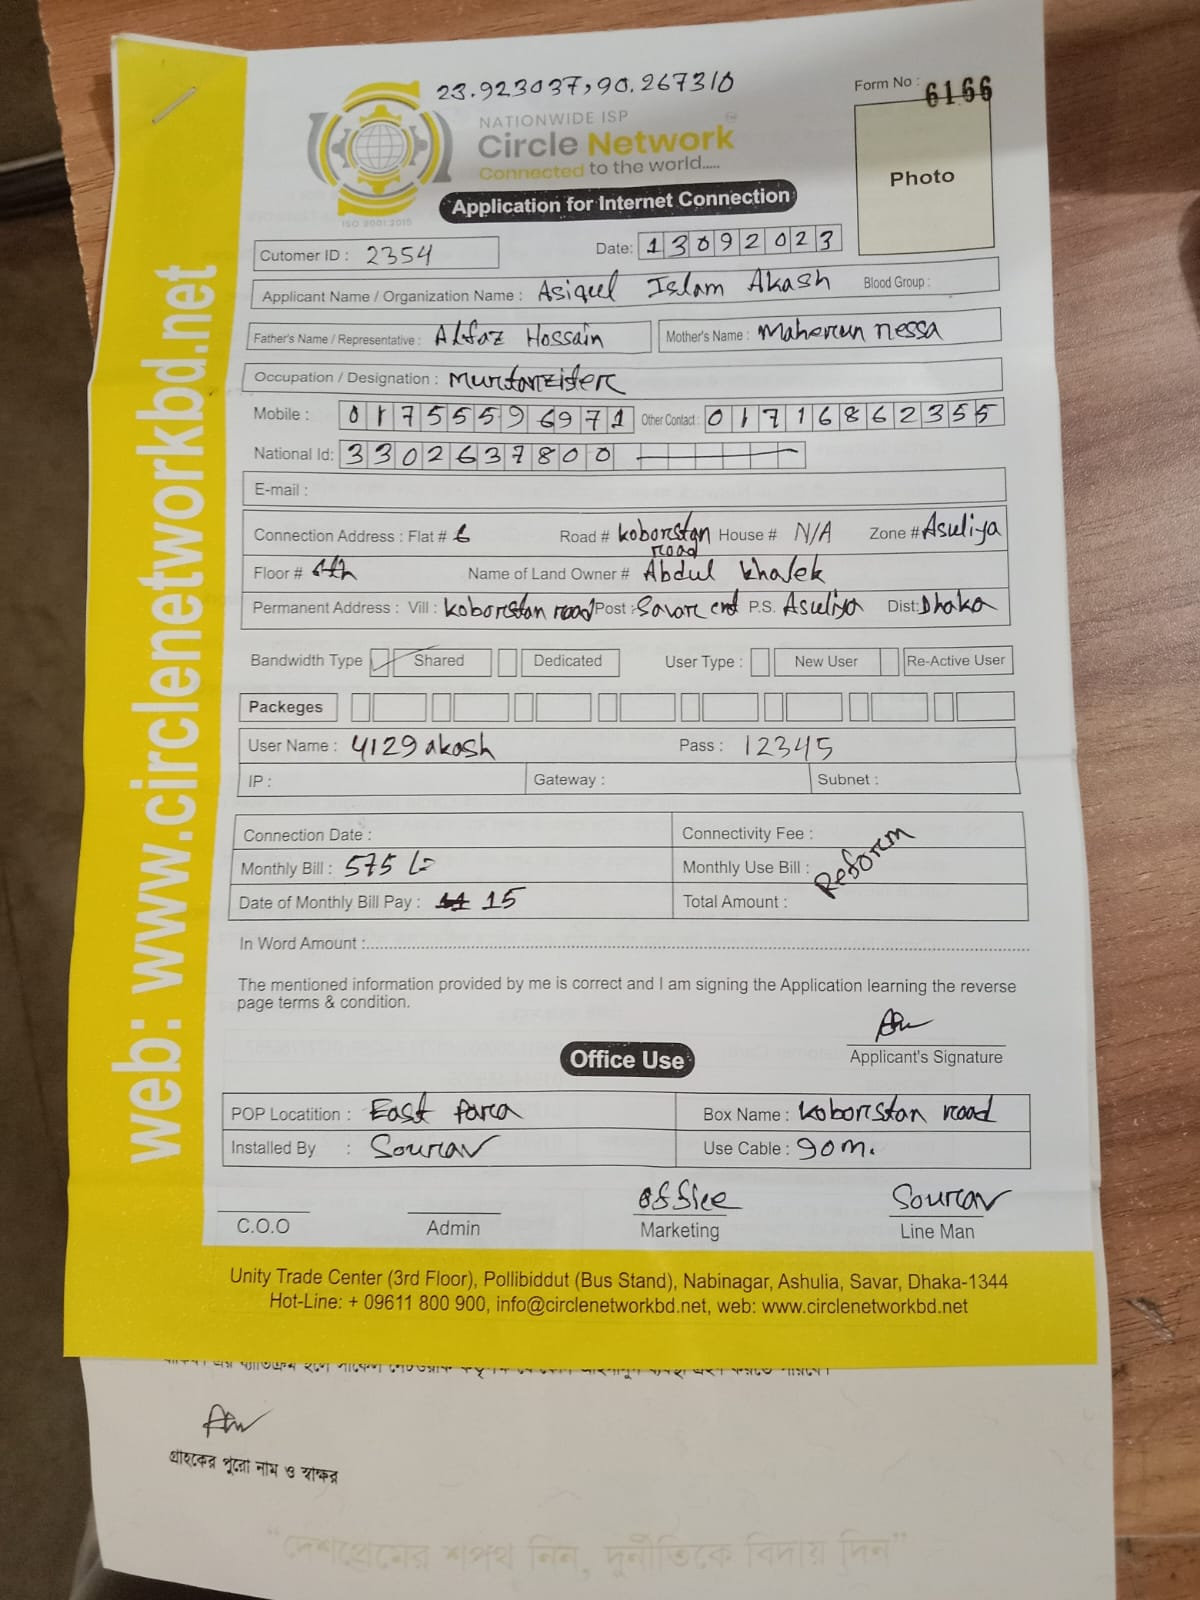 23.923037,90.267310
Form No : 6166
NATIONWIDE ISP
Circle Network
Connected to the world.....
ISO 9001:2015
Photo
Application for Internet Connection
Cutomer ID : 2354
Date: 13092023
Applicant Name / Organization Name : Asiqul Islam Akash Blood Group :
Father's Name / Representative : Alfaz Hossain Mother's Name : Maherun nessa
Occupation / Designation :
Mobile : 01755596971 Other Contact : 01716862355
National Id: 3302637800
E-mail :
Connection Address : Flat # 6 Road # koborstan road House # N/A Zone # Asuliya
Floor # 6th Name of Land Owner # Abdul khalek
Permanent Address : Vill : koborstan road Post : Savar cnt P.S. Asuliya Dist: Dhaka
Bandwidth Type Shared Dedicated User Type : New User Re-Active User
Packeges
User Name : 4129akash Pass : 12345
IP : Gateway : Subnet :
Connection Date : Connectivity Fee :
Monthly Bill : 575/= Monthly Use Bill : Reform
Date of Monthly Bill Pay : 15 Total Amount :
In Word Amount :
The mentioned information provided by me is correct and I am signing the Application learning the reverse
page terms & condition.
Applicant's Signature
Office Use
POP Locatition : East para Box Name : koborstan road
Installed By : Sourav Use Cable : 90m.
office Sourav
C.O.O Admin Marketing Line Man
Unity Trade Center (3rd Floor), Pollibiddut (Bus Stand), Nabinagar, Ashulia, Savar, Dhaka-1344
Hot-Line: + 09611 800 900, info@circlenetworkbd.net, web: www.circlenetworkbd.net
web: www.circlenetworkbd.net
গ্রাহকের পুরো নাম ও স্বাক্ষর
“দেশপ্রেমের শপথ নিন, দুর্নীতিকে বিদায় দিন”